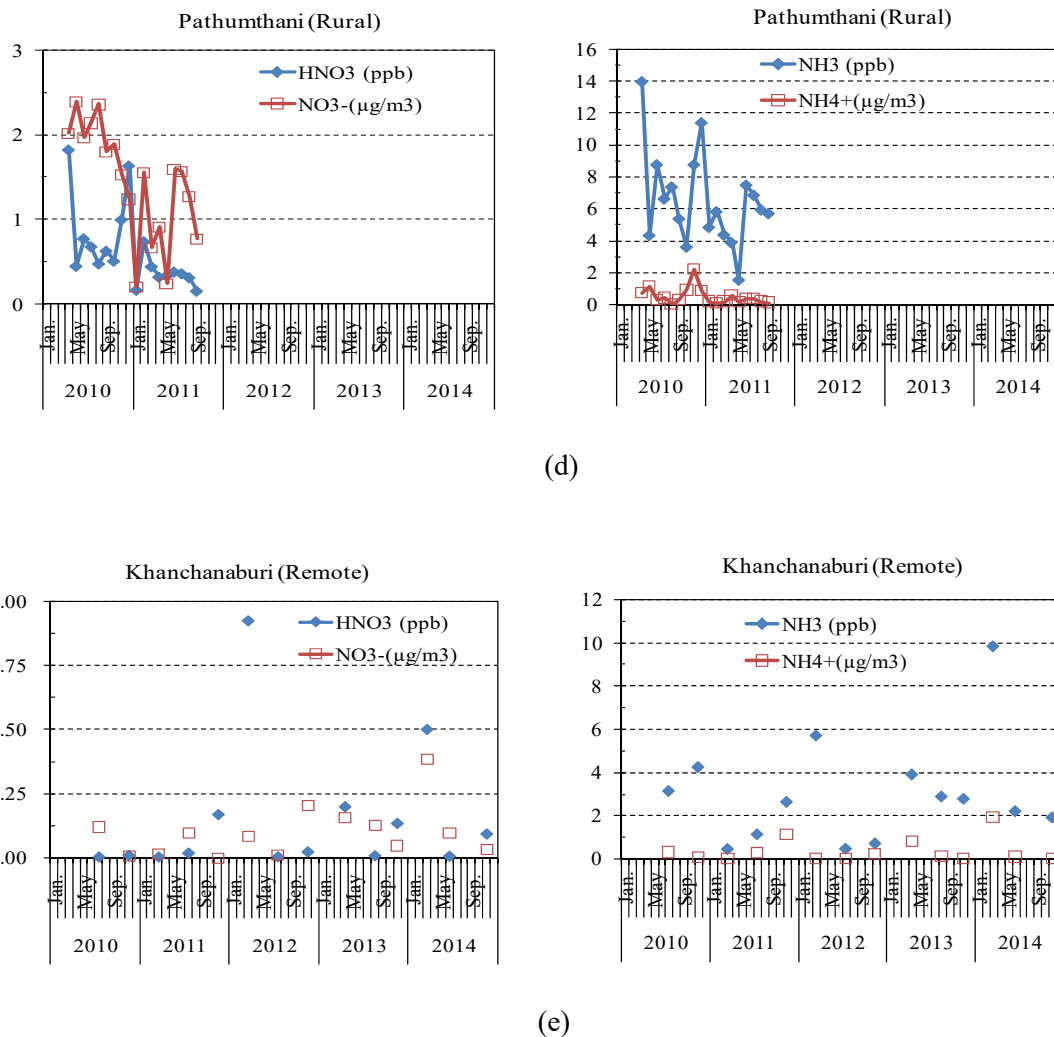 Pathumthani (Rural)
3
2
1
0
HNO3 (ppb)
NO3-(µg/m3)
Jan. May Sep. Jan. May Sep. Jan. May Sep. Jan. May Sep. Jan. May Sep.
2010 2011 2012 2013 2014
Pathumthani (Rural)
16
14
12
10
8
6
4
2
0
NH3 (ppb)
NH4+(µg/m3)
Jan. May Sep. Jan. May Sep. Jan. May Sep. Jan. May Sep. Jan. May Sep.
2010 2011 2012 2013 2014
(d)
Khanchanaburi (Remote)
.00
.75
.50
.25
.00
HNO3 (ppb)
NO3-(µg/m3)
Jan. May Sep. Jan. May Sep. Jan. May Sep. Jan. May Sep. Jan. May Sep.
2010 2011 2012 2013 2014
Khanchanaburi (Remote)
12
10
8
6
4
2
0
NH3 (ppb)
NH4+(µg/m3)
Jan. May Sep. Jan. May Sep. Jan. May Sep. Jan. May Sep. Jan. May Sep.
2010 2011 2012 2013 2014
(e)